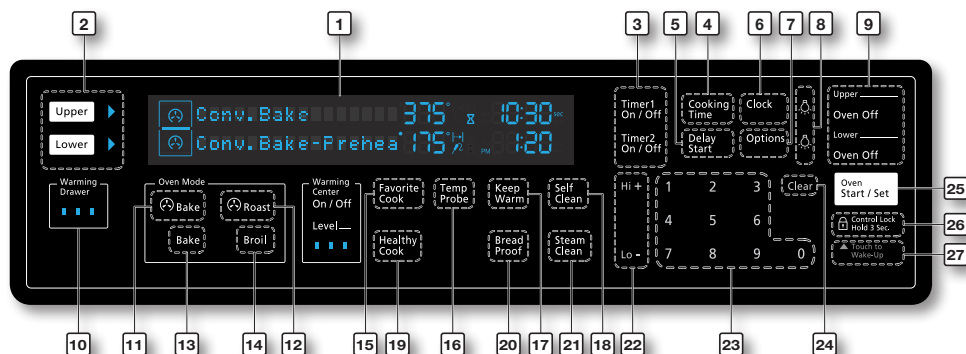 2
1
3
5
4
6
7
8
9
Upper
Lower
Conv.Bake
375°
10:30 sec
Conv.Bake-Prehea
175°
PM
1:20
Timer1
On / Off
Timer2
On / Off
Cooking
Time
Delay
Start
Clock
Options
Upper
Oven Off
Lower
Oven Off
Warming
Drawer
Oven Mode
Bake
Roast
Bake
Broil
Warming
Center
On / Off
Level
Favorite
Cook
Temp
Probe
Keep
Warm
Self
Clean
Healthy
Cook
Bread
Proof
Steam
Clean
Hi +
Lo -
1 2 3
4 5 6
7 8 9 0
Clear
Oven
Start / Set
Control Lock
Hold 3 Sec.
Touch to
Wake-Up
25
26
27
10
11
13
14
12
15
19
16
20
17
21
18
22
23
24